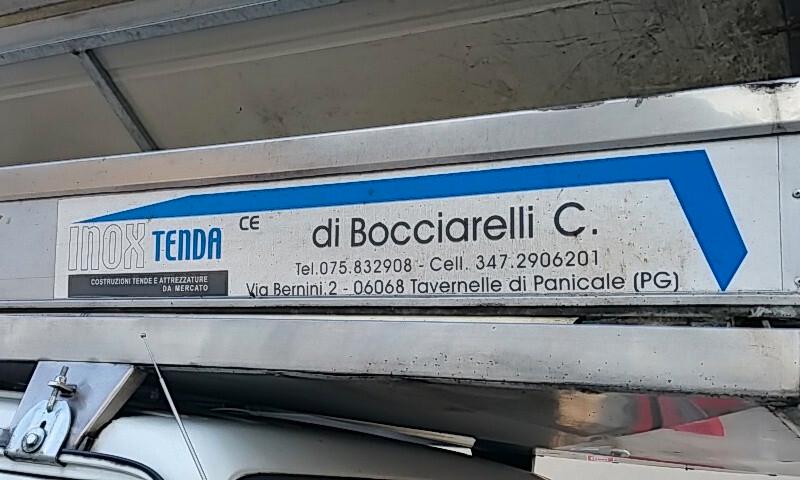 INOX TENDA CE
COSTRUZIONI TENDE E ATTREZZATURE
DA MERCATO
di Bocciarelli C.
Tel.075.832908 - Cell. 347.2906201
Via Bernini,2 - 06068 Tavernelle di Panicale (PG)